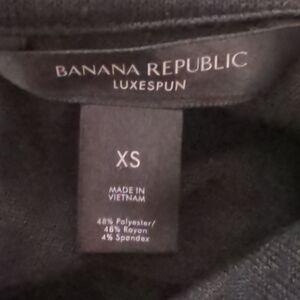 BANANA REPUBLIC
LUXESPUN
XS
MADE IN
VIETNAM
48% Polyester/
48% Rayon
4% Spandex